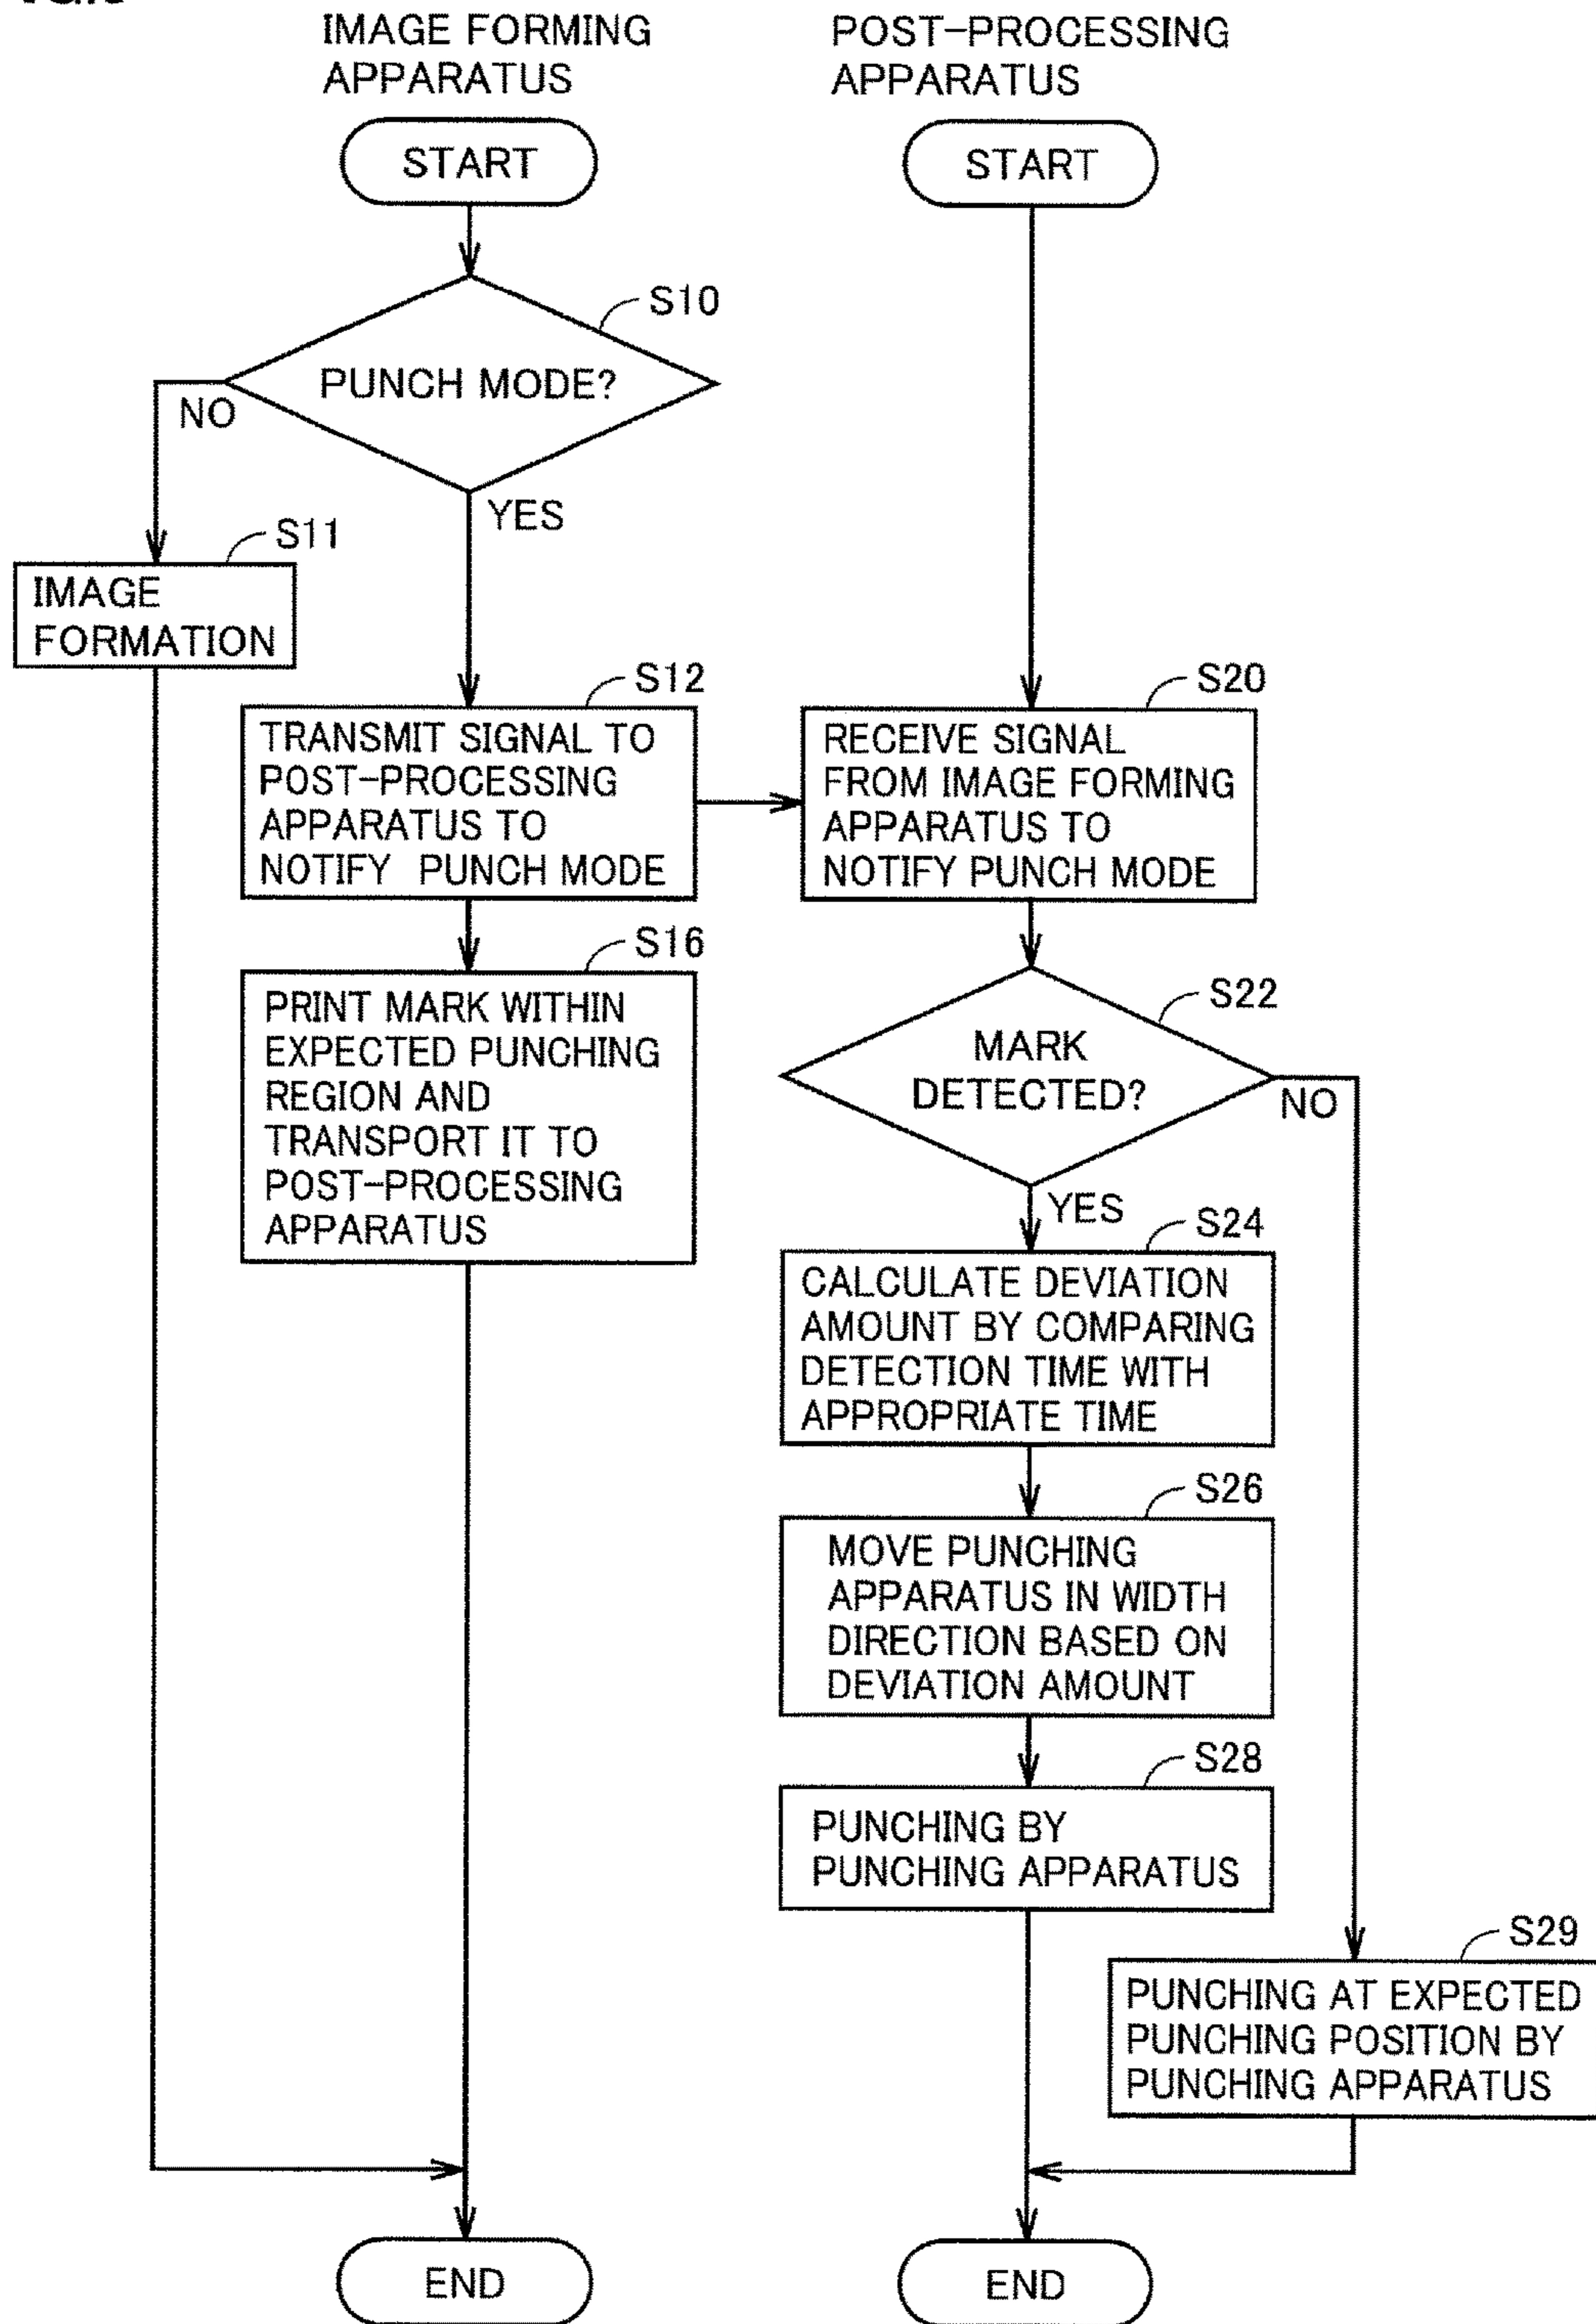 IMAGE FORMING
APPARATUS
POST-PROCESSING
APPARATUS
START
START
S10
PUNCH MODE?
NO
YES
S11
IMAGE
FORMATION
S12
TRANSMIT SIGNAL TO
POST-PROCESSING
APPARATUS TO
NOTIFY PUNCH MODE
S20
RECEIVE SIGNAL
FROM IMAGE FORMING
APPARATUS TO
NOTIFY PUNCH MODE
S16
PRINT MARK WITHIN
EXPECTED PUNCHING
REGION AND
TRANSPORT IT TO
POST-PROCESSING
APPARATUS
S22
MARK
DETECTED?
NO
YES
S24
CALCULATE DEVIATION
AMOUNT BY COMPARING
DETECTION TIME WITH
APPROPRIATE TIME
S26
MOVE PUNCHING
APPARATUS IN WIDTH
DIRECTION BASED ON
DEVIATION AMOUNT
S28
PUNCHING BY
PUNCHING APPARATUS
S29
PUNCHING AT EXPECTED
PUNCHING POSITION BY
PUNCHING APPARATUS
END
END